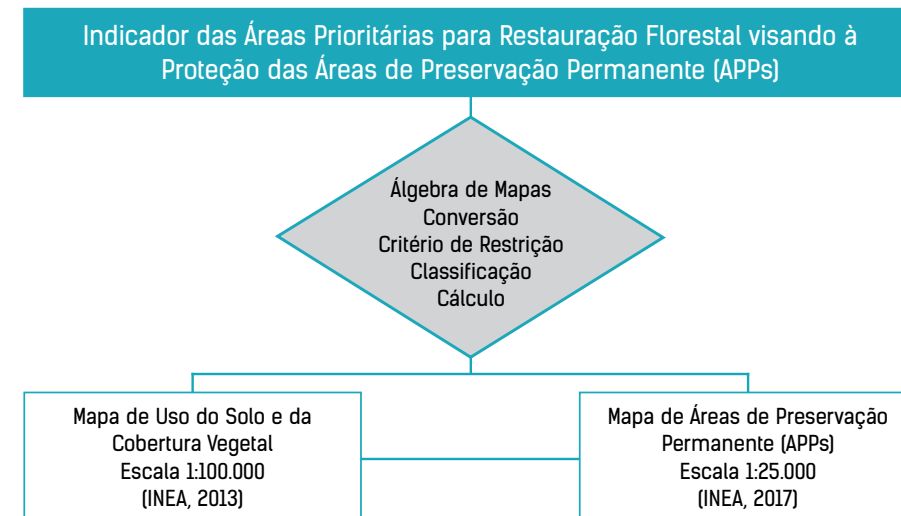 Indicador das Áreas Prioritárias para Restauração Florestal visando à
Proteção das Áreas de Preservação Permanente (APPs)
Álgebra de Mapas
Conversão
Critério de Restrição
Classificação
Cálculo
Mapa de Uso do Solo e da
Cobertura Vegetal
Escala 1:100.000
(INEA, 2013)
Mapa de Áreas de Preservação
Permanente (APPs)
Escala 1:25.000
(INEA, 2017)